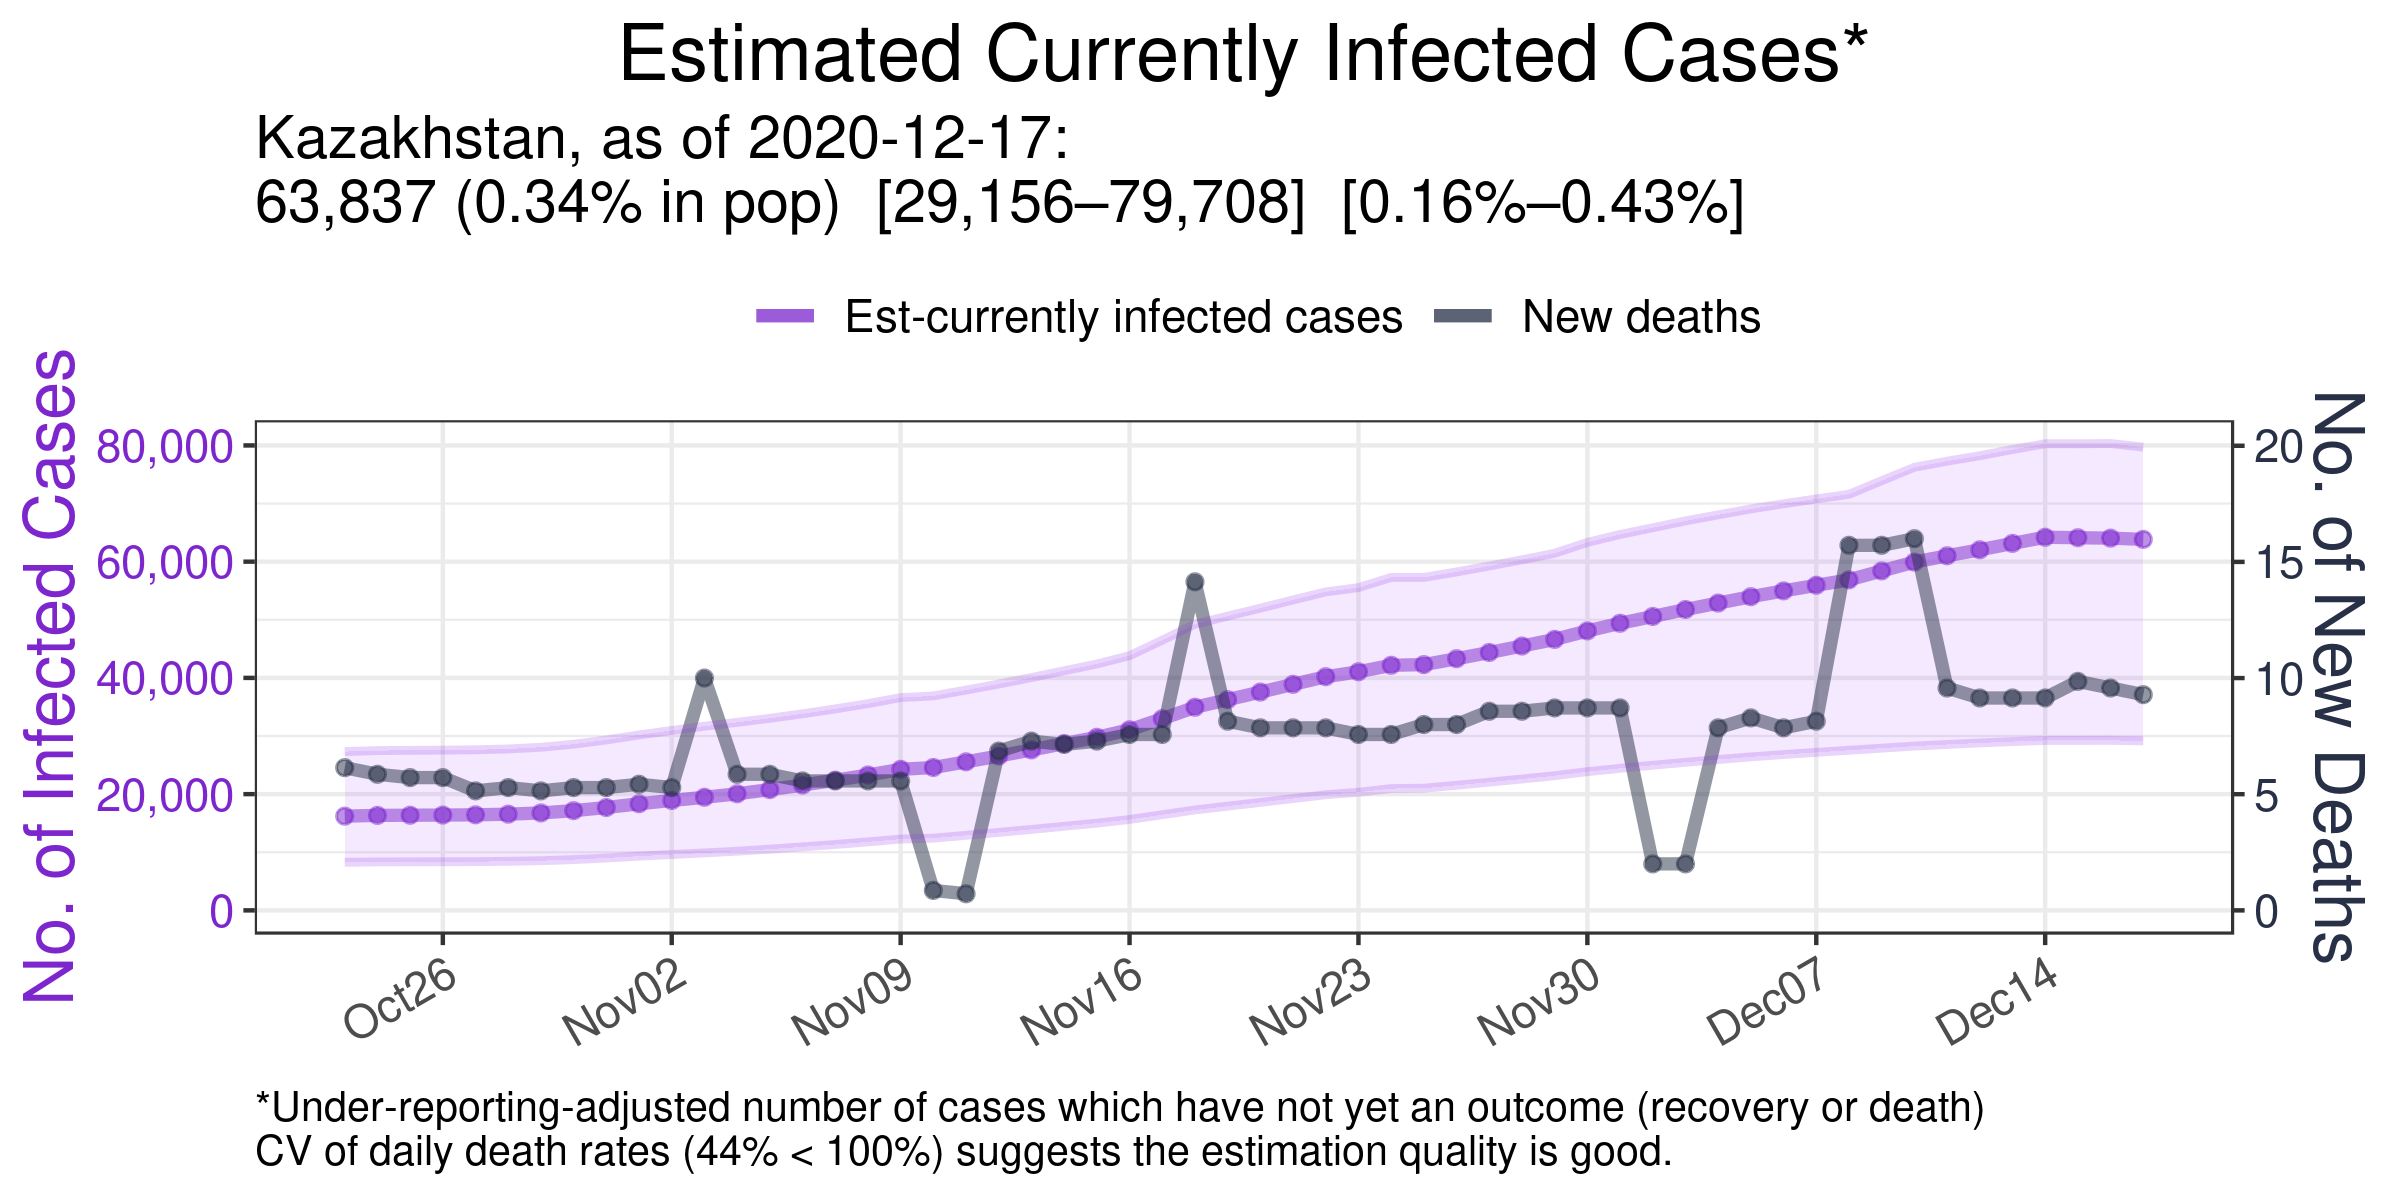 Estimated Currently Infected Cases*
Kazakhstan, as of 2020-12-17:
63,837 (0.34% in pop)  [29,156–79,708]  [0.16%–0.43%]
Est-currently infected cases
New deaths
No. of Infected Cases
80,000
60,000
40,000
20,000
0
20
15
10
5
0
No. of New Deaths
Oct26
Nov02
Nov09
Nov16
Nov23
Nov30
Dec07
Dec14
*Under-reporting-adjusted number of cases which have not yet an outcome (recovery or death)
CV of daily death rates (44% < 100%) suggests the estimation quality is good.